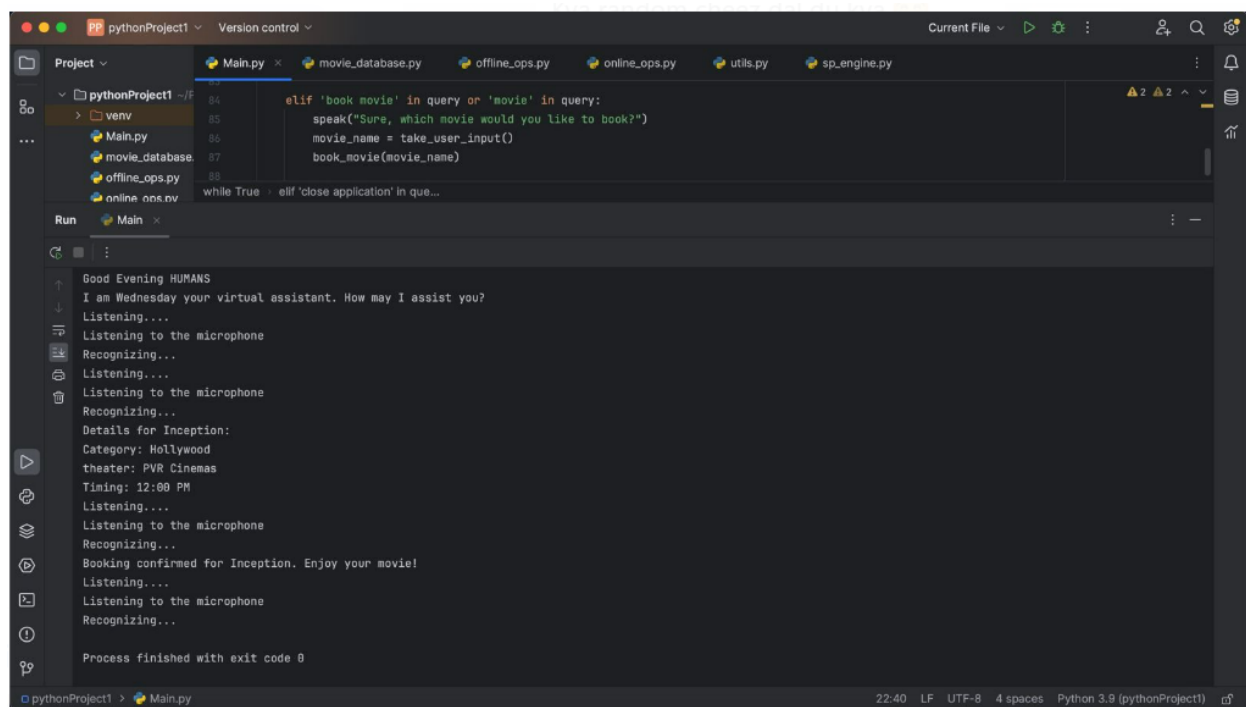 PP pythonProject1 Version control Current File
Project Main.py movie_database.py offline_ops.py online_ops.py utils.py sp_engine.py
pythonProject1
venv
Main.py
movie_database.
offline_ops.py
online_ops.py
84 elif 'book movie' in query or 'movie' in query:
85 speak("Sure, which movie would you like to book?")
86 movie_name = take_user_input()
87 book_movie(movie_name)
88
2 2
while True › elif 'close application' in que...
Run Main
Good Evening HUMANS
I am Wednesday your virtual assistant. How may I assist you?
Listening....
Listening to the microphone
Recognizing...
Listening....
Listening to the microphone
Recognizing...
Details for Inception:
Category: Hollywood
theater: PVR Cinemas
Timing: 12:00 PM
Listening....
Listening to the microphone
Recognizing...
Booking confirmed for Inception. Enjoy your movie!
Listening....
Listening to the microphone
Recognizing...
Process finished with exit code 0
pythonProject1 › Main.py 22:40 LF UTF-8 4 spaces Python 3.9 (pythonProject1)